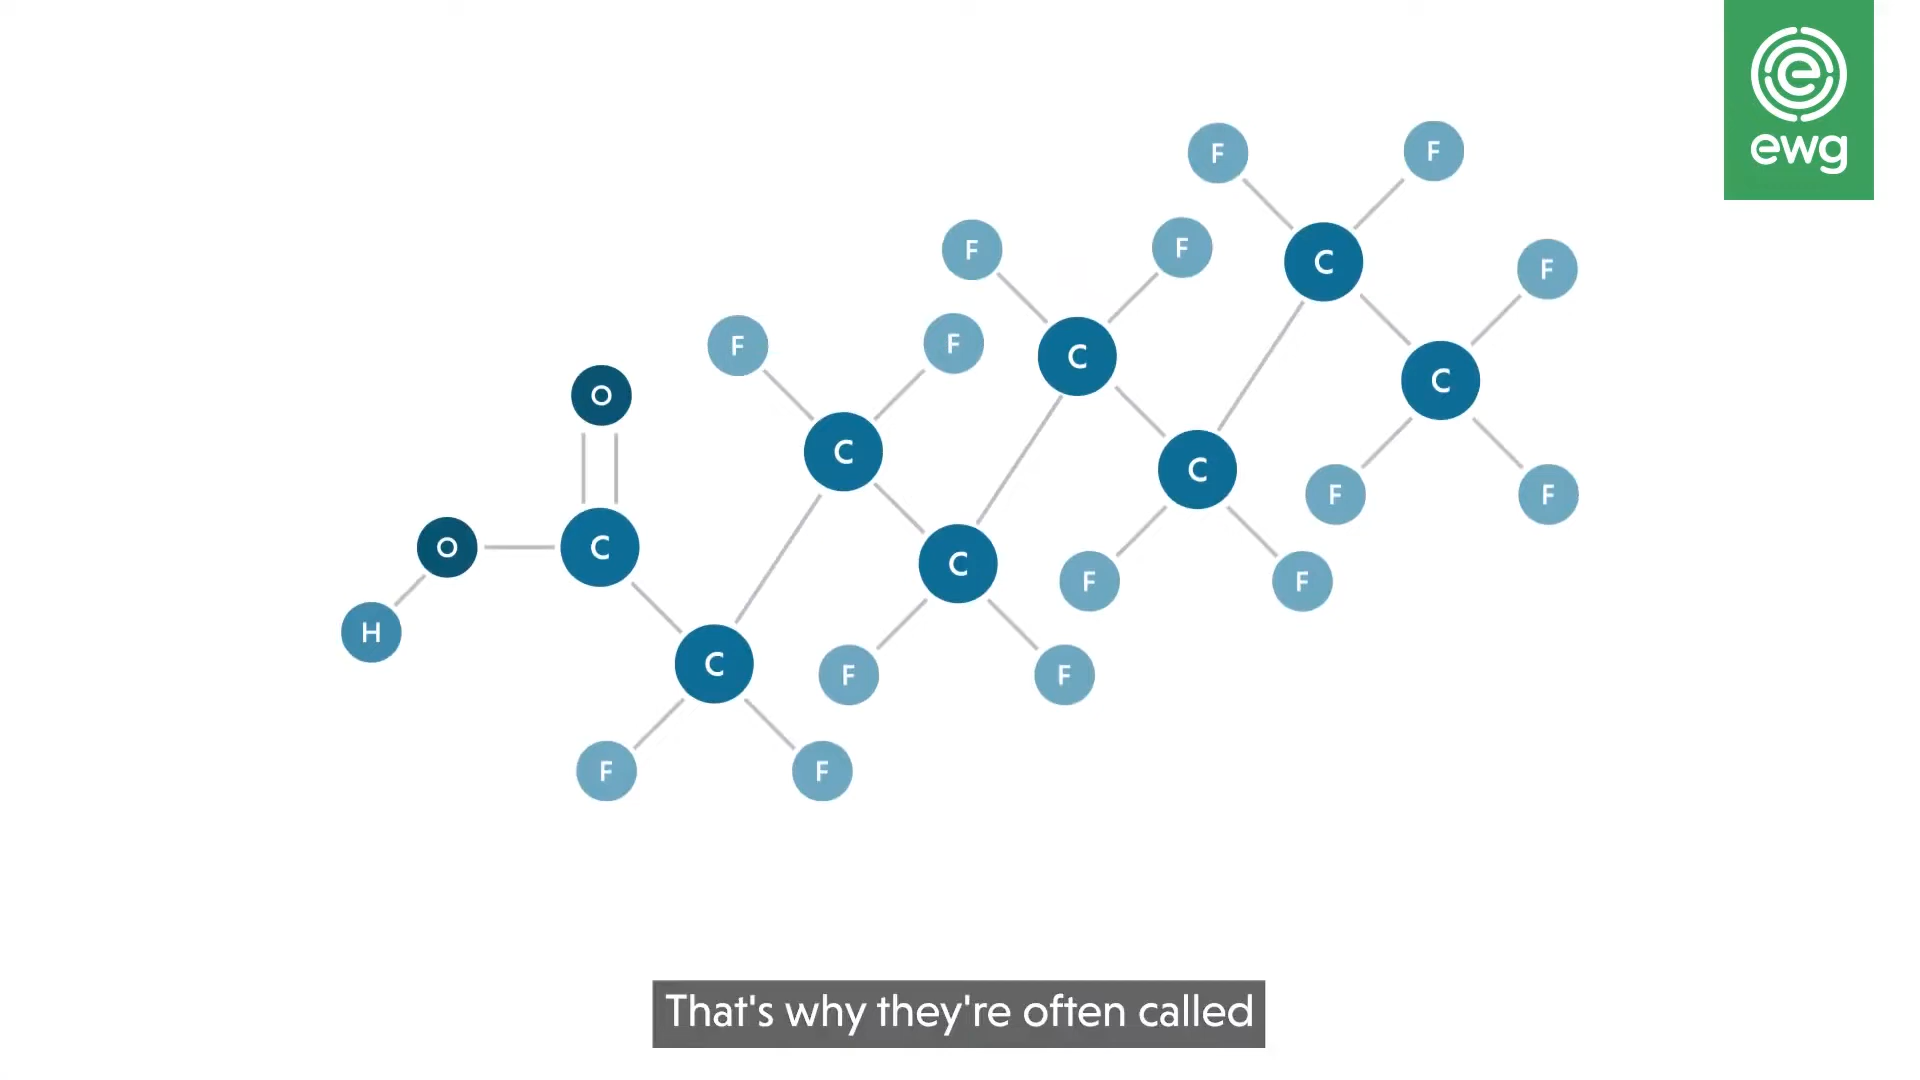 ewg
F F
F F C F
F F C C
O C C F F
O C C F F
H C F F
F F
That's why they're often called